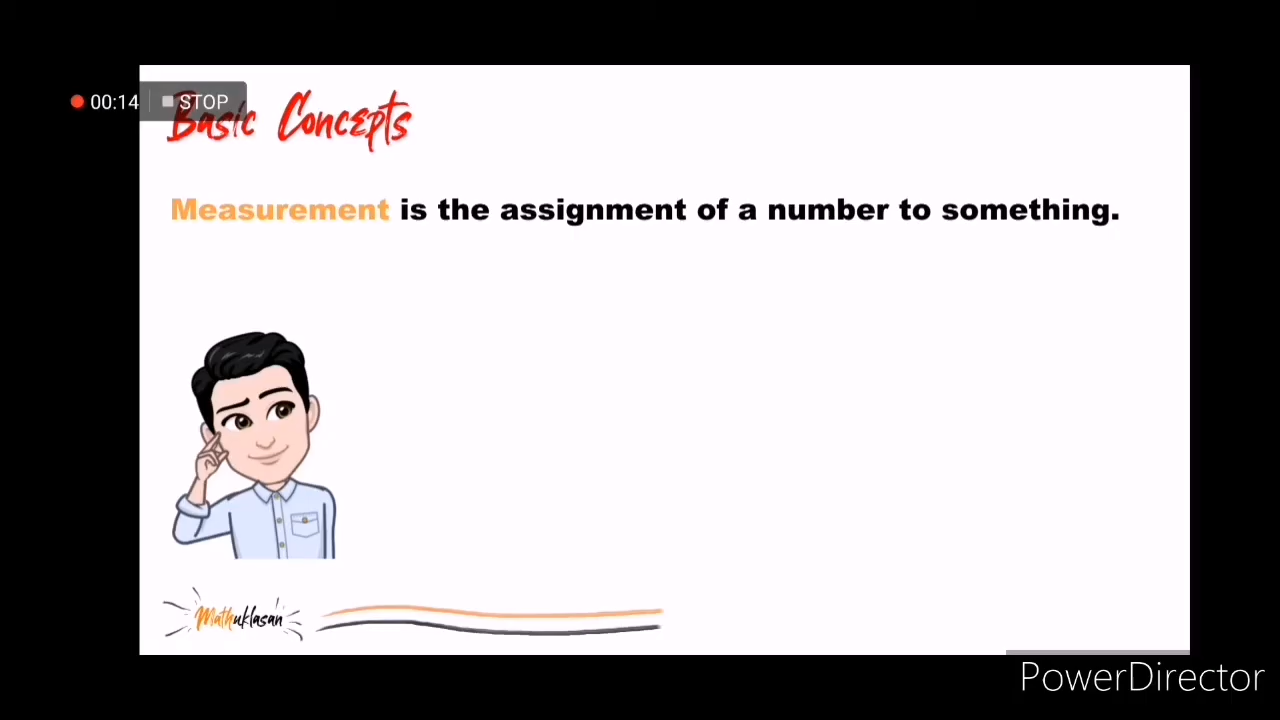 00:14 STOP
Basic Concepts
Measurement is the assignment of a number to something.
Mathuklasan
PowerDirector